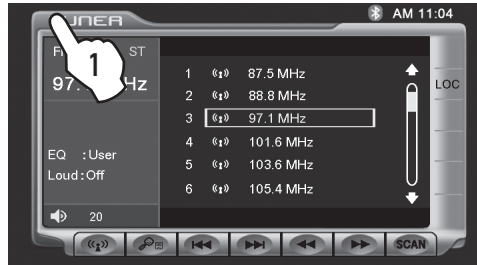 TUNER
AM 11:04
ST
1
1 87.5 MHz
2 88.8 MHz
3 97.1 MHz
4 101.6 MHz
5 103.6 MHz
6 105.4 MHz
LOC
97. Hz
EQ :User
Loud:Off
20
SCAN